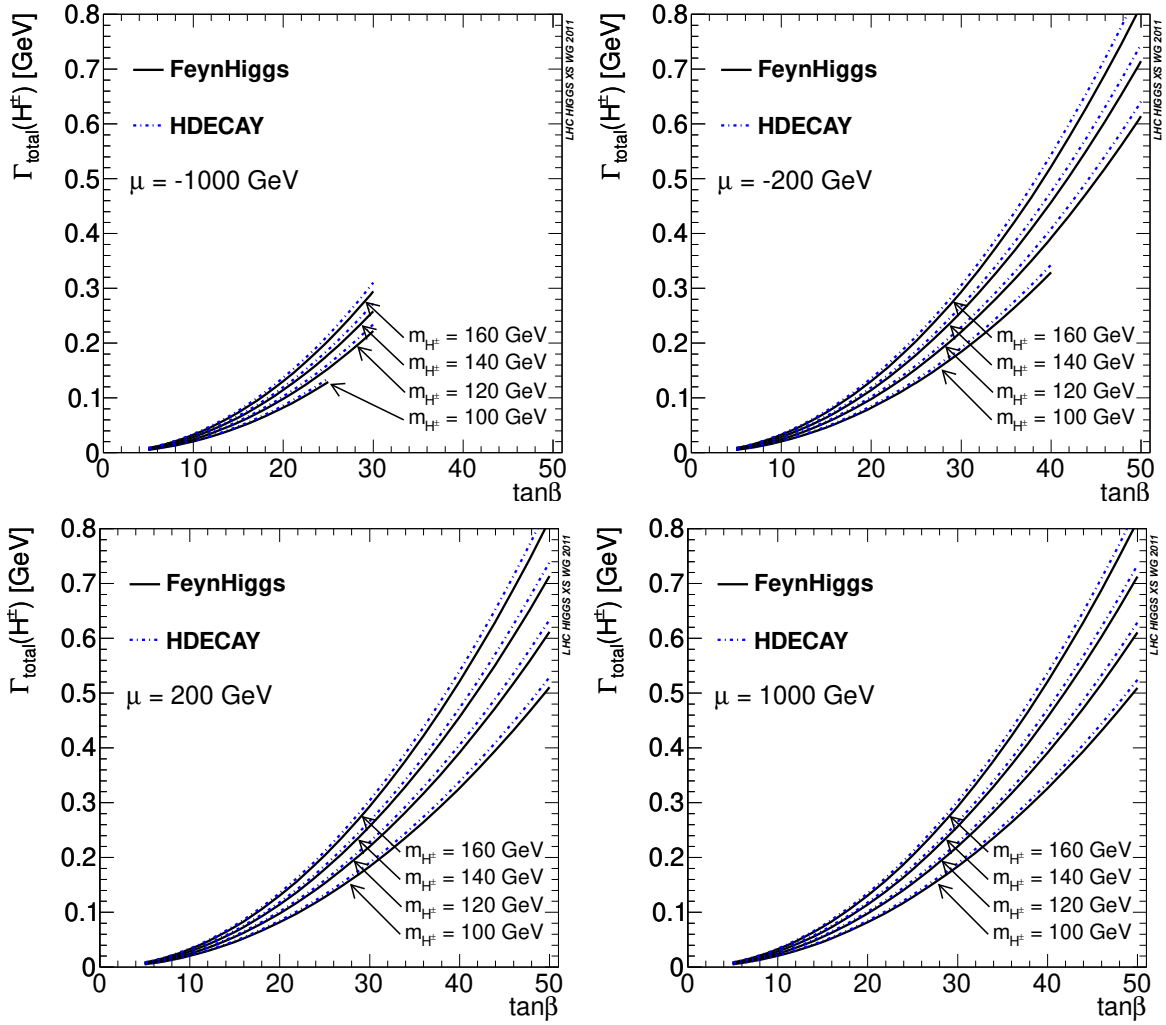 Γtotal(H±) [GeV]
LHC HIGGS XS WG 2011
0.8
0.7
0.6
0.5
0.4
0.3
0.2
0.1
0
FeynHiggs
HDECAY
μ = -1000 GeV
mH± = 160 GeV
mH± = 140 GeV
mH± = 120 GeV
mH± = 100 GeV
0 10 20 30 40 50
tanβ
Γtotal(H±) [GeV]
LHC HIGGS XS WG 2011
0.8
0.7
0.6
0.5
0.4
0.3
0.2
0.1
0
FeynHiggs
HDECAY
μ = -200 GeV
mH± = 160 GeV
mH± = 140 GeV
mH± = 120 GeV
mH± = 100 GeV
0 10 20 30 40 50
tanβ
Γtotal(H±) [GeV]
LHC HIGGS XS WG 2011
0.8
0.7
0.6
0.5
0.4
0.3
0.2
0.1
0
FeynHiggs
HDECAY
μ = 200 GeV
mH± = 160 GeV
mH± = 140 GeV
mH± = 120 GeV
mH± = 100 GeV
0 10 20 30 40 50
tanβ
Γtotal(H±) [GeV]
LHC HIGGS XS WG 2011
0.8
0.7
0.6
0.5
0.4
0.3
0.2
0.1
0
FeynHiggs
HDECAY
μ = 1000 GeV
mH± = 160 GeV
mH± = 140 GeV
mH± = 120 GeV
mH± = 100 GeV
0 10 20 30 40 50
tanβ